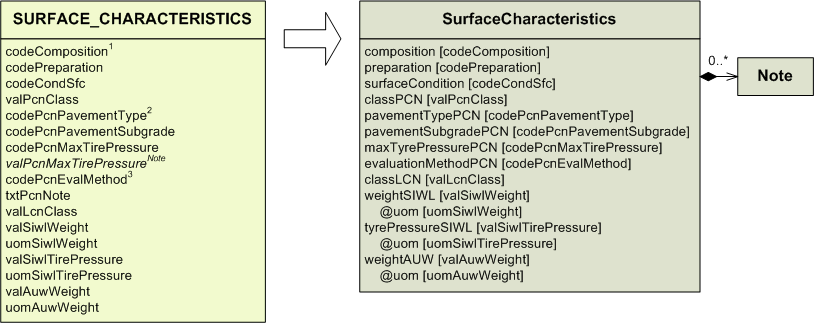 SURFACE_CHARACTERISTICS
codeComposition¹
codePreparation
codeCondSfc
valPcnClass
codePcnPavementType²
codePcnPavementSubgrade
codePcnMaxTirePressure
valPcnMaxTirePressureNote
codePcnEvalMethod³
txtPcnNote
valLcnClass
valSiwlWeight
uomSiwlWeight
valSiwlTirePressure
uomSiwlTirePressure
valAuwWeight
uomAuwWeight
SurfaceCharacteristics
composition [codeComposition]
preparation [codePreparation]
surfaceCondition [codeCondSfc]
classPCN [valPcnClass]
pavementTypePCN [codePcnPavementType]
pavementSubgradePCN [codePcnPavementSubgrade]
maxTyrePressurePCN [codePcnMaxTirePressure]
evaluationMethodPCN [codePcnEvalMethod]
classLCN [valLcnClass]
weightSIWL [valSiwlWeight]
@uom [uomSiwlWeight]
tyrePressureSIWL [valSiwlTirePressure]
@uom [uomSiwlTirePressure]
weightAUW [valAuwWeight]
@uom [uomAuwWeight]
0..*
Note